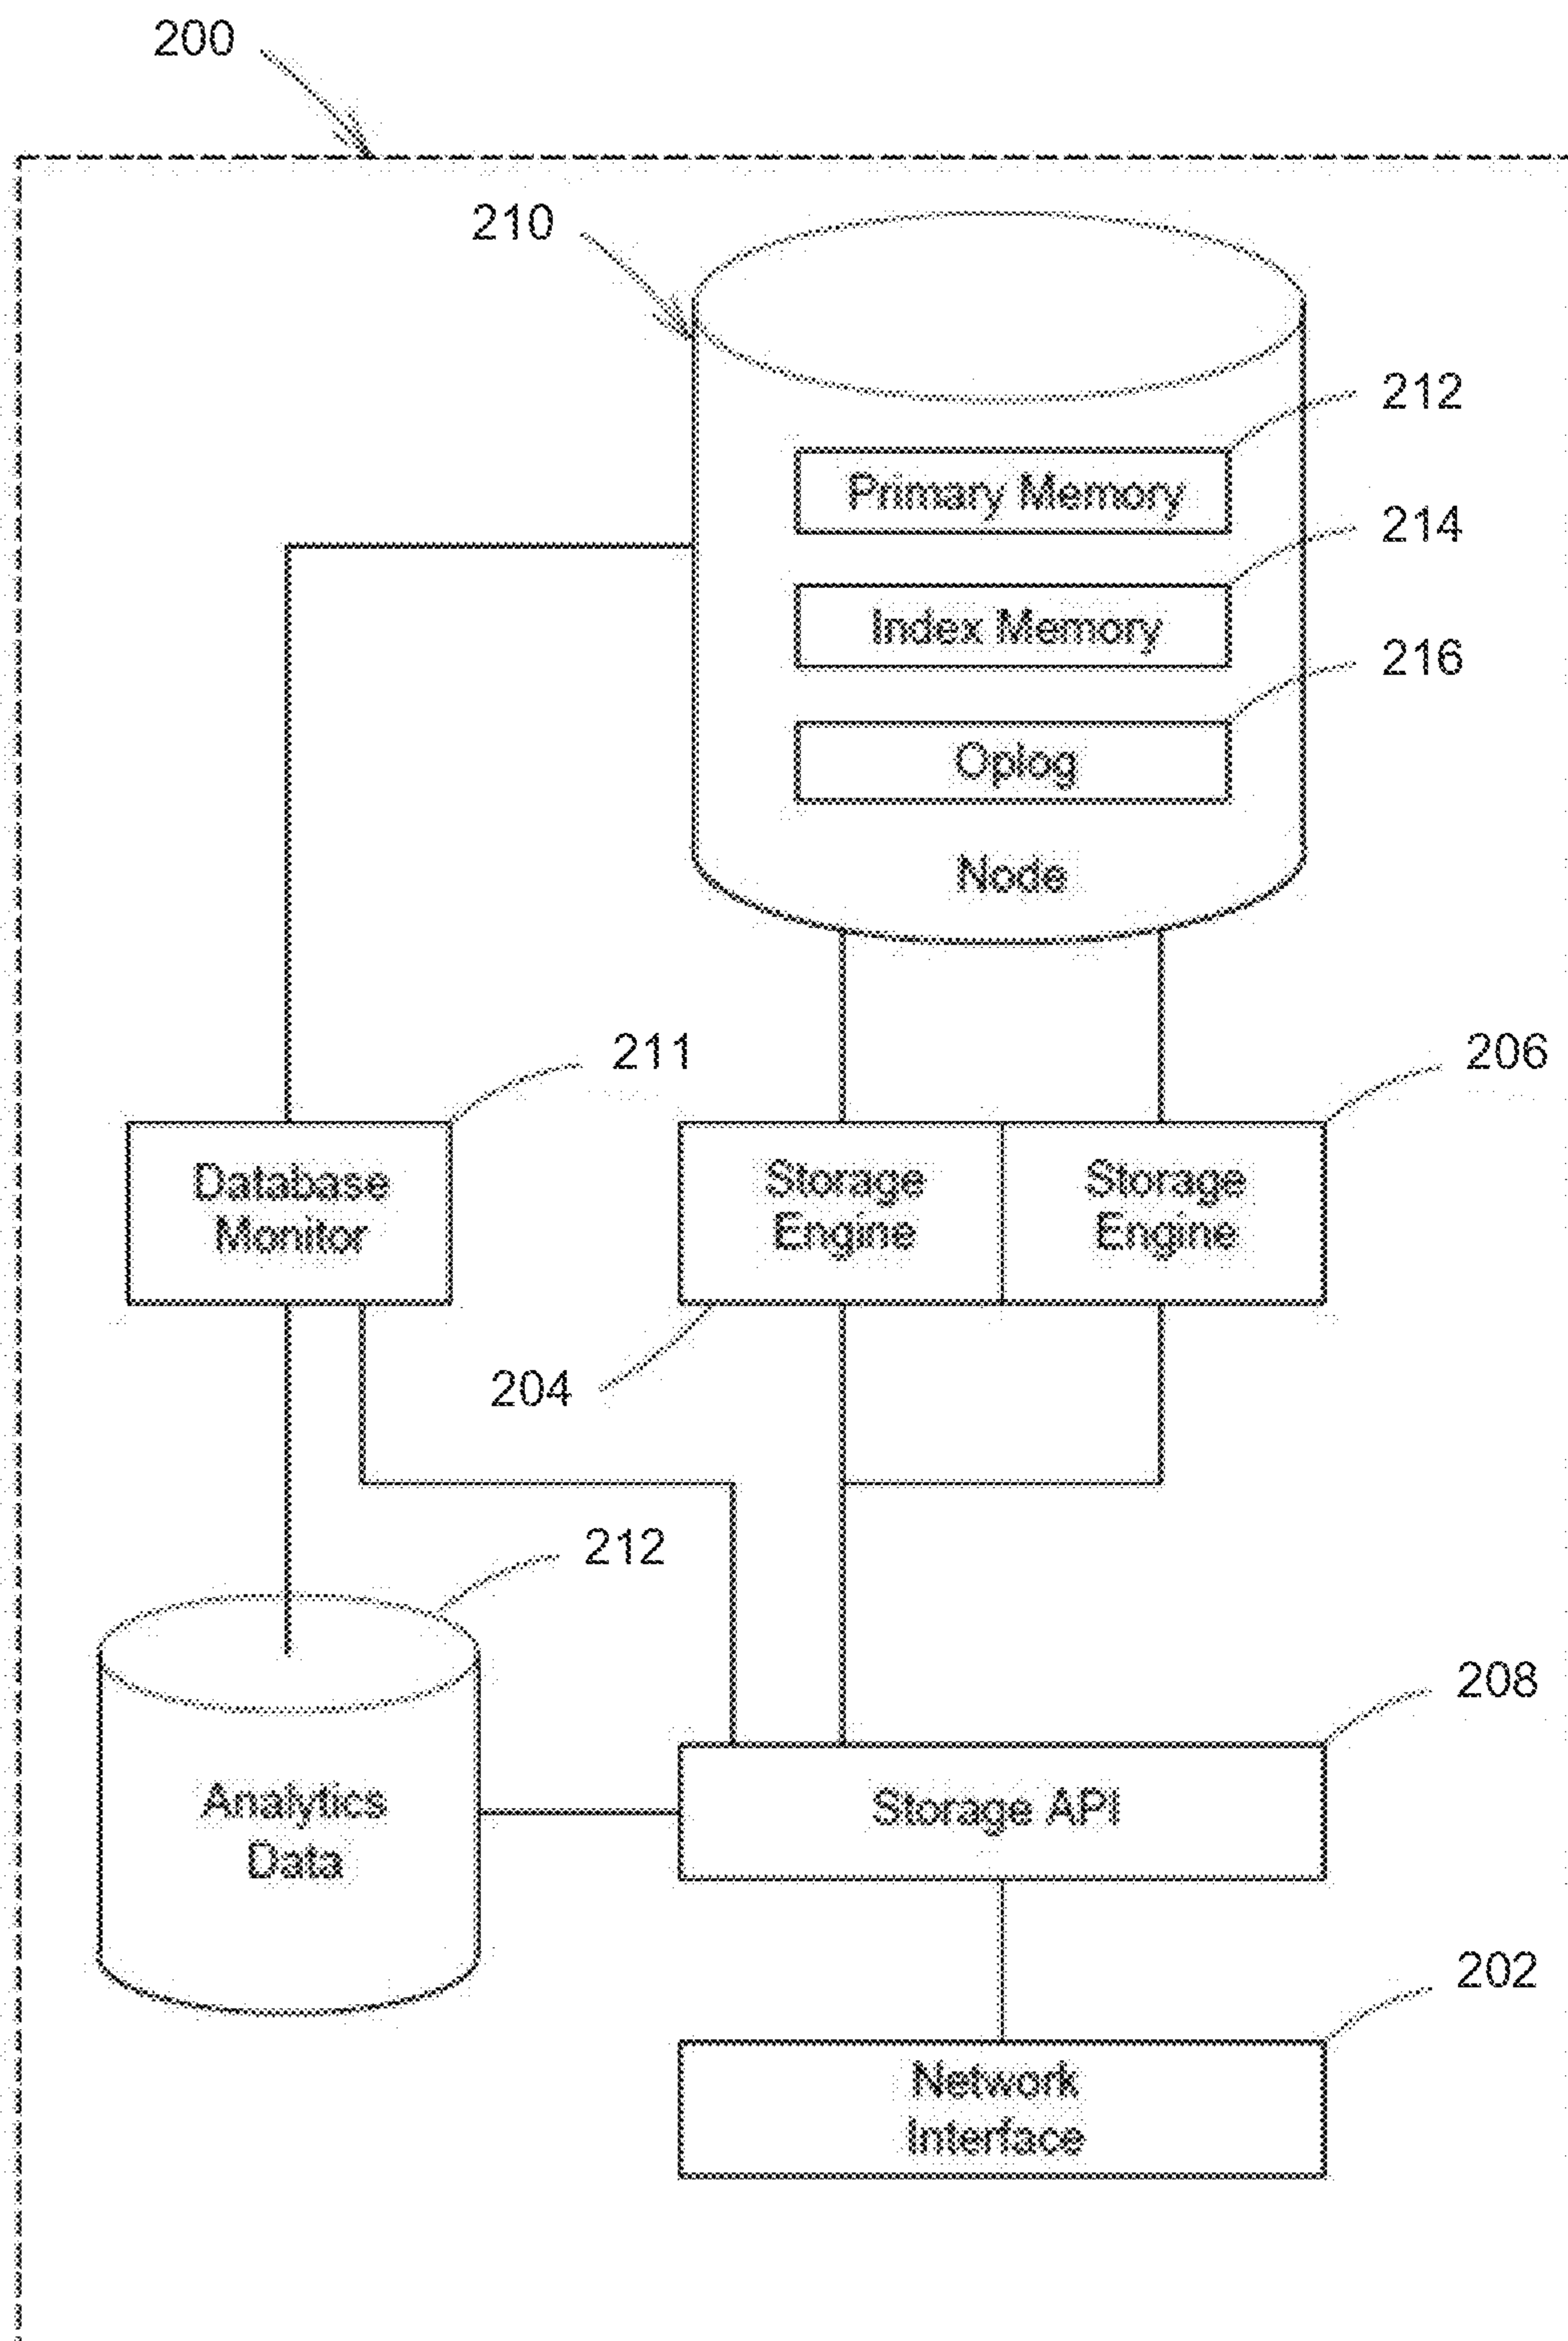 200
210
212
Primary Memory
214
Index Memory
216
Oplog
Node
211
206
Database
Monitor
Storage
Engine
Storage
Engine
204
212
208
Analytics
Data
Storage API
202
Network
Interface